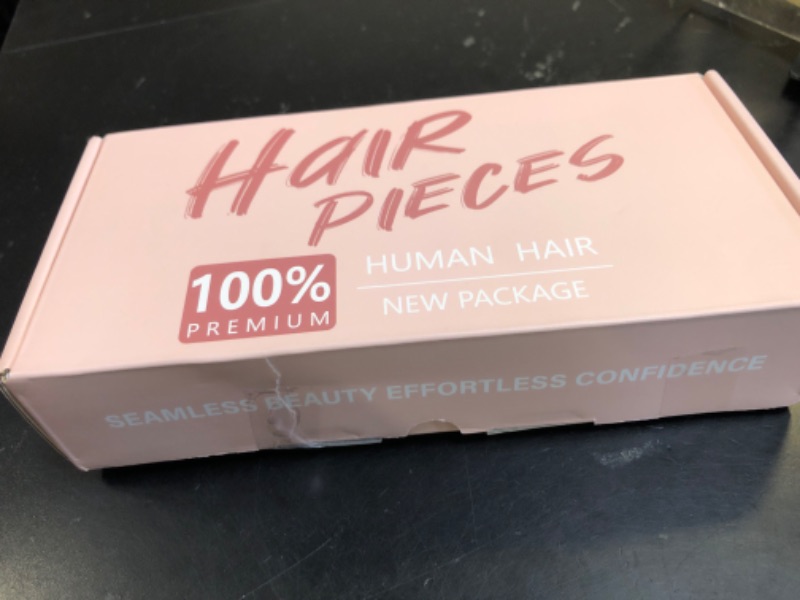 HAIR
PIECES
100%
PREMIUM
HUMAN HAIR
NEW PACKAGE
SEAMLESS BEAUTY EFFORTLESS CONFIDENCE